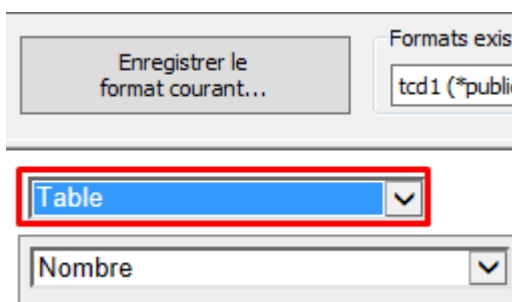 Enregistrer le
format courant...
Formats exis
tcd1 (*publi
Table
Nombre